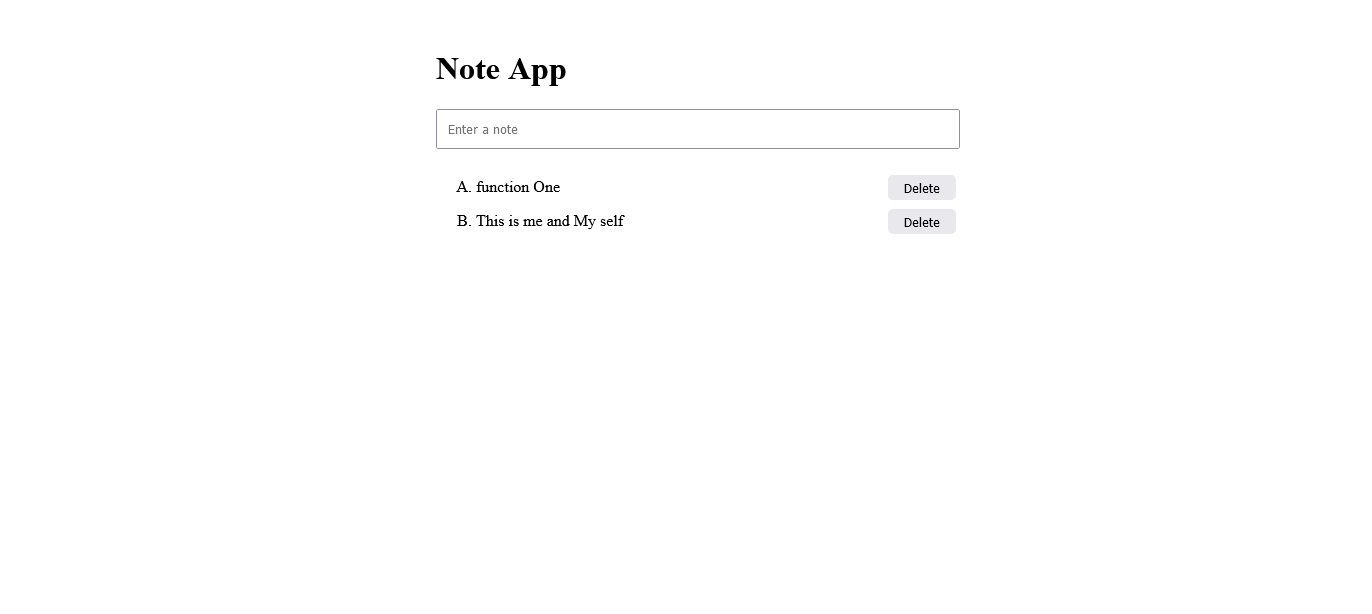 Note App
Enter a note
A. function One Delete
B. This is me and My self Delete